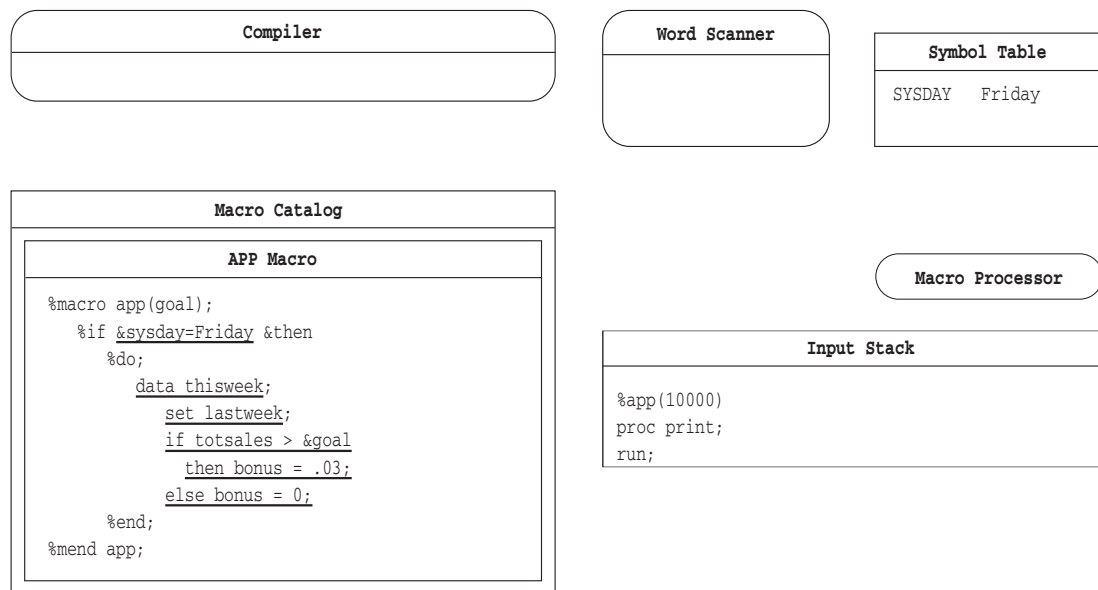 Compiler
Word Scanner
Symbol Table
SYSDAY Friday
Macro Catalog
APP Macro
%macro app(goal);
%if &sysday=Friday &then
%do;
data thisweek;
set lastweek;
if totsales > &goal
then bonus = .03;
else bonus = 0;
%end;
%mend app;
Macro Processor
Input Stack
%app(10000)
proc print;
run;